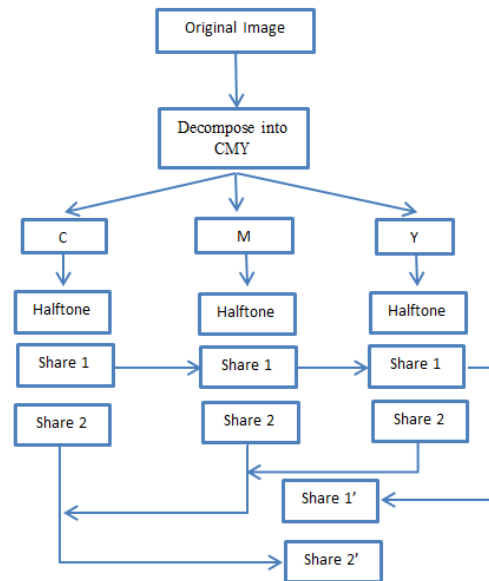 Original Image
Decompose into
CMY
C
M
Y
Halftone
Halftone
Halftone
Share 1
Share 1
Share 1
Share 2
Share 2
Share 2
Share 1’
Share 2’